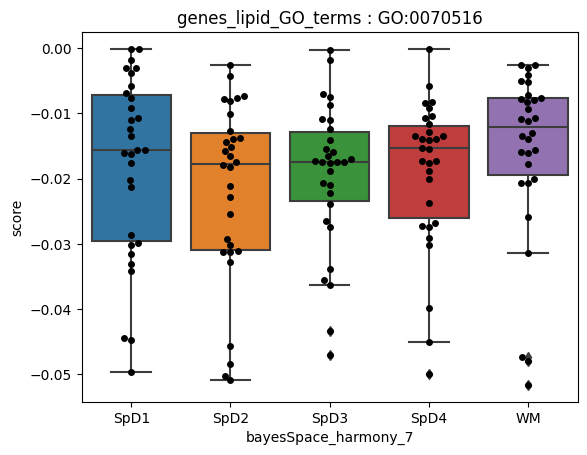 genes_lipid_GO_terms : GO:0070516
score
0.00
−0.01
−0.02
−0.03
−0.04
−0.05
SpD1 SpD2 SpD3 SpD4 WM
bayesSpace_harmony_7